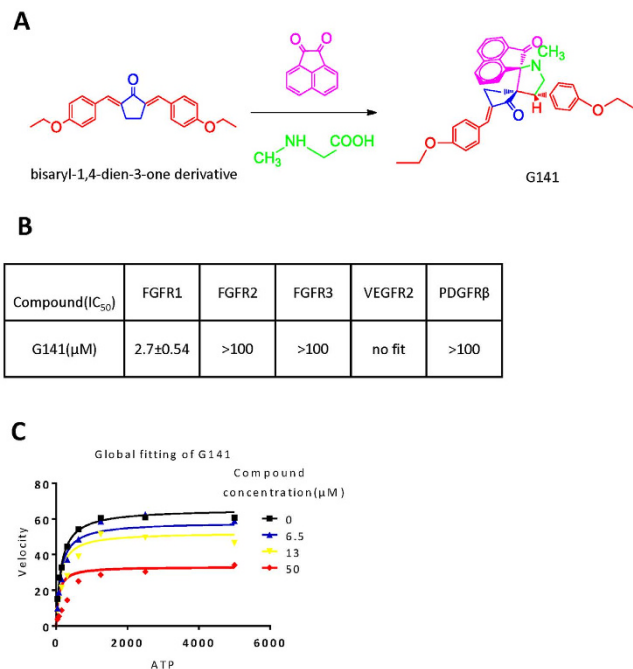 A
O
O
O
O
O
bisaryl-1,4-dien-3-one derivative
O O
H
N COOH
CH3
O
CH3
N
O
H
O
O
G141
B
Compound(IC50) FGFR1 FGFR2 FGFR3 VEGFR2 PDGFRβ
G141(μM) 2.7±0.54 >100 >100 no fit >100
C
Global fitting of G141
Compound
concentration(μM)
0
6.5
13
50
Velocity
80
60
40
20
0
0 2000 4000 6000
ATP